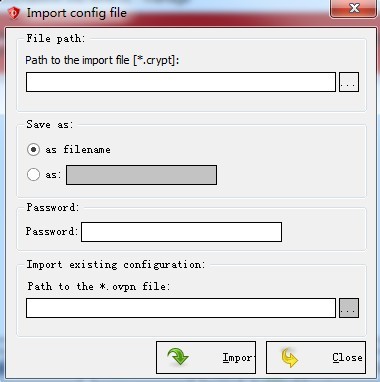 Import config file
File path:
Path to the import file [*.crypt]:
...
Save as:
as filename
as:
Password:
Password:
Import existing configuration:
Path to the *.ovpn file:
...
Impor
Close